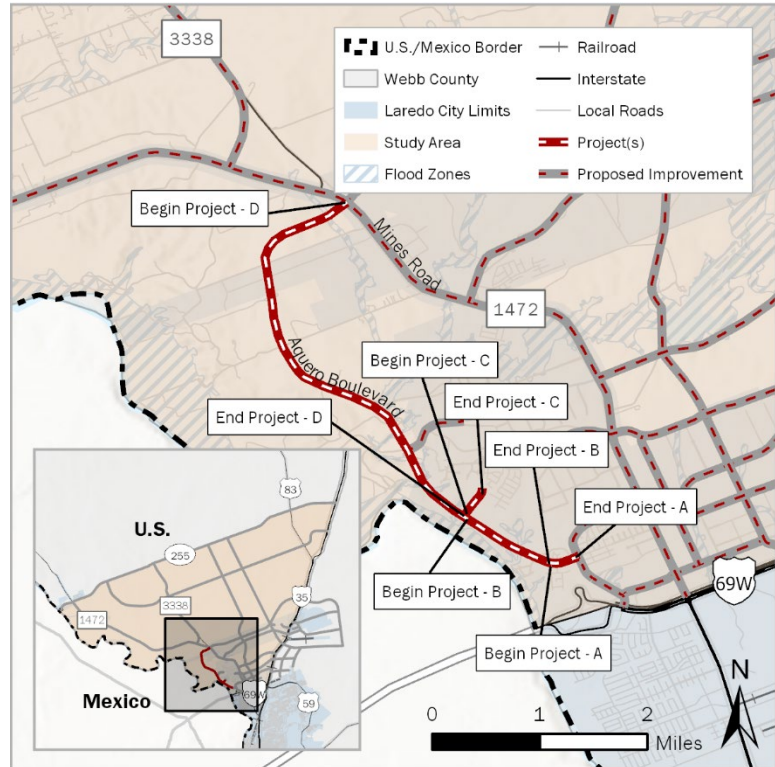 3338
U.S./Mexico Border
Webb County
Laredo City Limits
Study Area
Flood Zones
Railroad
Interstate
Local Roads
Project(s)
Proposed Improvement
Begin Project - D
Mines Road
1472
Begin Project - C
Aquero Boulevard
End Project - C
End Project - D
End Project - B
End Project - A
Begin Project - B
Begin Project - A
69W
83
U.S.
255
35
3338
1472
69W
Mexico
59
N
0 1 2
Miles